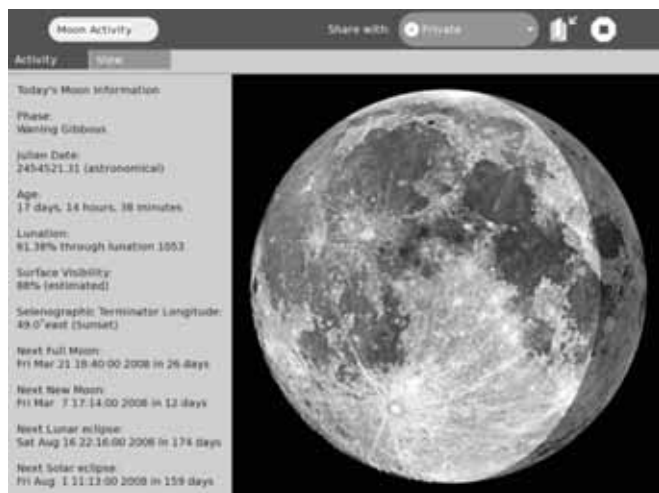 Moon Activity
Share with: Private
Activity
View
Today's Moon Information
Phase:
Waning Gibbous
Julian Date:
2454521.31 (astronomical)
Age:
17 days, 14 hours, 38 minutes
Lunation:
61.38% through lunation 1053
Surface Visibility:
88% (estimated)
Selenographic Terminator Longitude:
49.0˚east (Sunset)
Next Full Moon:
Fri Mar 21 18:40:00 2008 in 26 days
Next New Moon:
Fri Mar 7 17:14:00 2008 in 12 days
Next Lunar eclipse:
Sat Aug 16 22:16:00 2008 in 174 days
Next Solar eclipse:
Fri Aug 1 11:13:00 2008 in 159 days